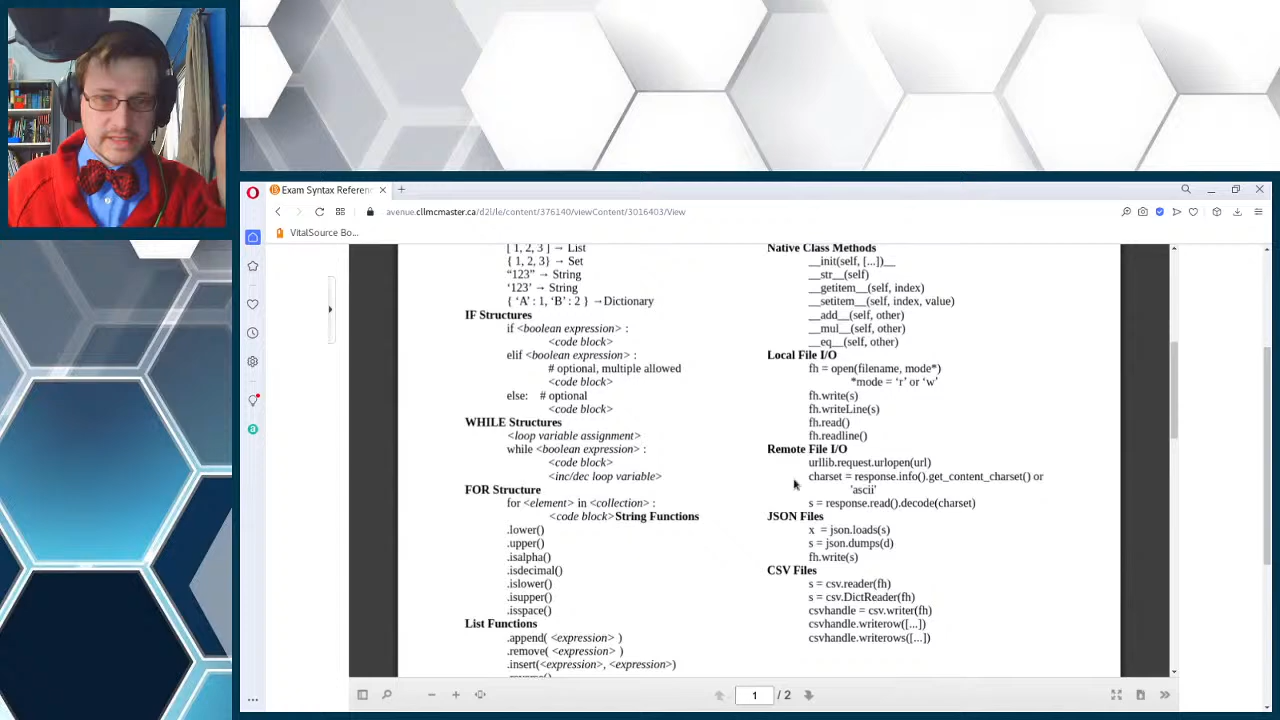 Exam Syntax Referen
avenue.cllmcmaster.ca/d2l/le/content/376140/viewContent/3016403/View
VitalSource Bo...
[ 1, 2, 3 ] → List
{ 1, 2, 3} → Set
“123” → String
‘123’ → String
{ ‘A’ : 1, ‘B’ : 2 } →Dictionary
IF Structures
if <boolean expression> :
<code block>
elif <boolean expression> :
# optional, multiple allowed
<code block>
else: # optional
<code block>
WHILE Structures
<loop variable assignment>
while <boolean expression> :
<code block>
<inc/dec loop variable>
FOR Structure
for <element> in <collection> :
<code block>String Functions
.lower()
.upper()
.isalpha()
.isdecimal()
.islower()
.isupper()
.isspace()
List Functions
.append( <expression> )
.remove( <expression> )
.insert(<expression>, <expression>)
Native Class Methods
__init(self, [...])__
__str__(self)
__getitem__(self, index)
__setitem__(self, index, value)
__add__(self, other)
__mul__(self, other)
__eq__(self, other)
Local File I/O
fh = open(filename, mode*)
*mode = ‘r’ or ‘w’
fh.write(s)
fh.writeLine(s)
fh.read()
fh.readline()
Remote File I/O
urllib.request.urlopen(url)
charset = response.info().get_content_charset() or
'ascii'
s = response.read().decode(charset)
JSON Files
x = json.loads(s)
s = json.dumps(d)
fh.write(s)
CSV Files
s = csv.reader(fh)
s = csv.DictReader(fh)
csvhandle = csv.writer(fh)
csvhandle.writerow([...])
csvhandle.writerows([...])
1 / 2